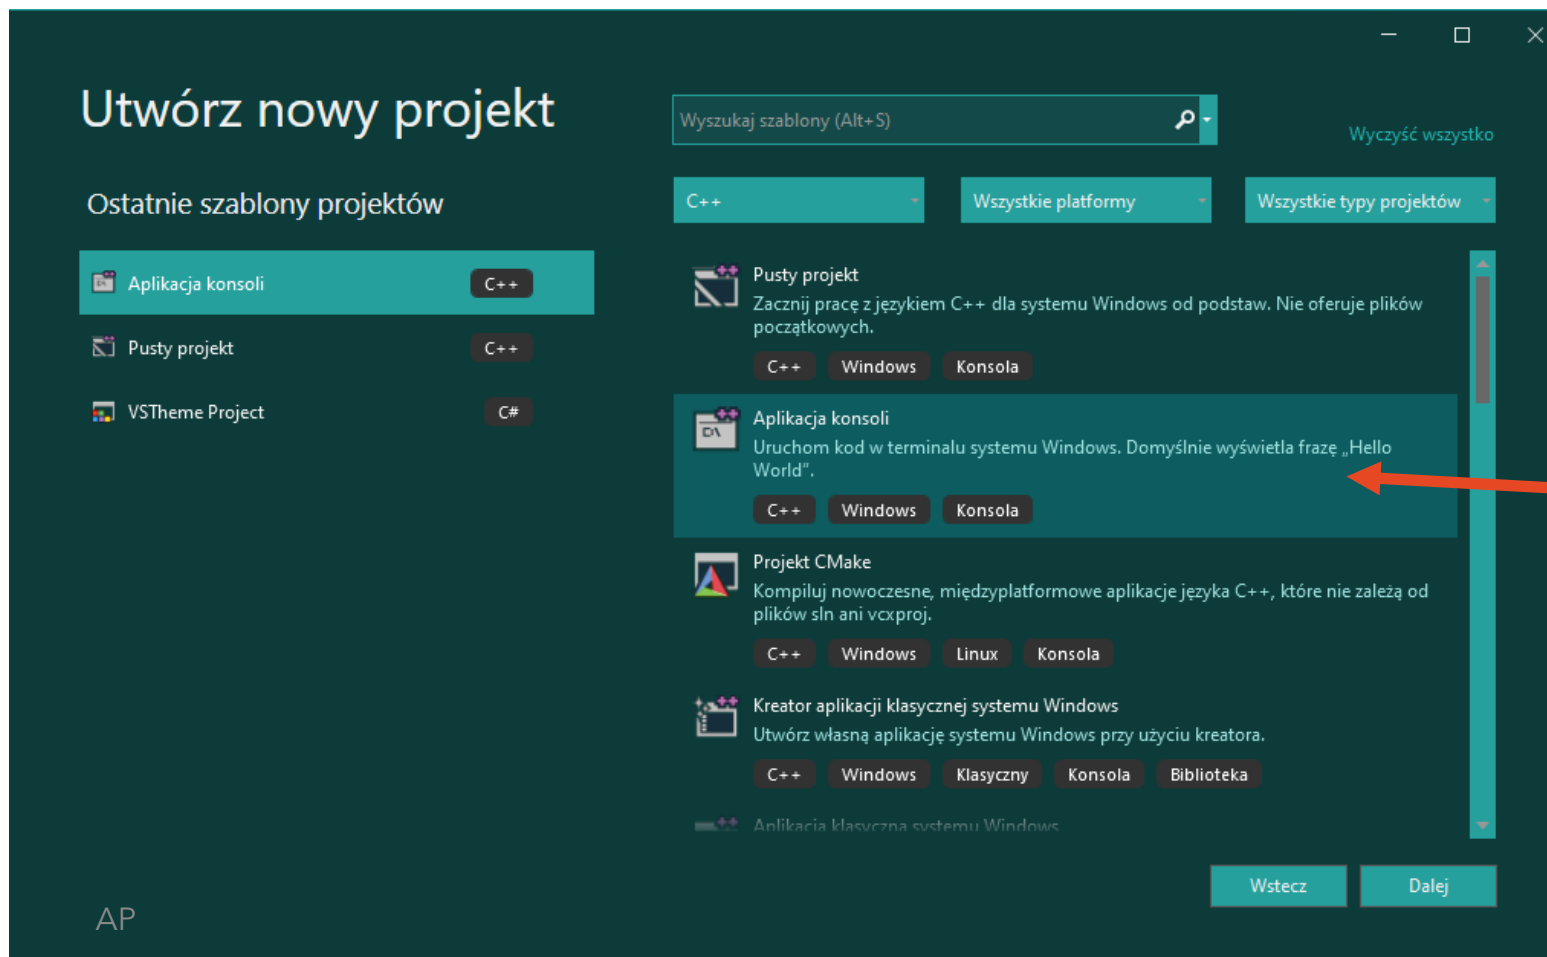 Utwórz nowy projekt
Wyszukaj szablony (Alt+S)
Wyczyść wszystko
Ostatnie szablony projektów
C++
Wszystkie platformy
Wszystkie typy projektów
Aplikacja konsoli C++
Pusty projekt C++
VSTheme Project C#
Pusty projekt
Zacznij pracę z językiem C++ dla systemu Windows od podstaw. Nie oferuje plików
początkowych.
C++ Windows Konsola
Aplikacja konsoli
Uruchom kod w terminalu systemu Windows. Domyślnie wyświetla frazę „Hello
World”.
C++ Windows Konsola
Projekt CMake
Kompiluj nowoczesne, międzyplatformowe aplikacje języka C++, które nie zależą od
plików sln ani vcxproj.
C++ Windows Linux Konsola
Kreator aplikacji klasycznej systemu Windows
Utwórz własną aplikację systemu Windows przy użyciu kreatora.
C++ Windows Klasyczny Konsola Biblioteka
Aplikacja klasyczna systemu Windows
Wstecz
Dalej
AP